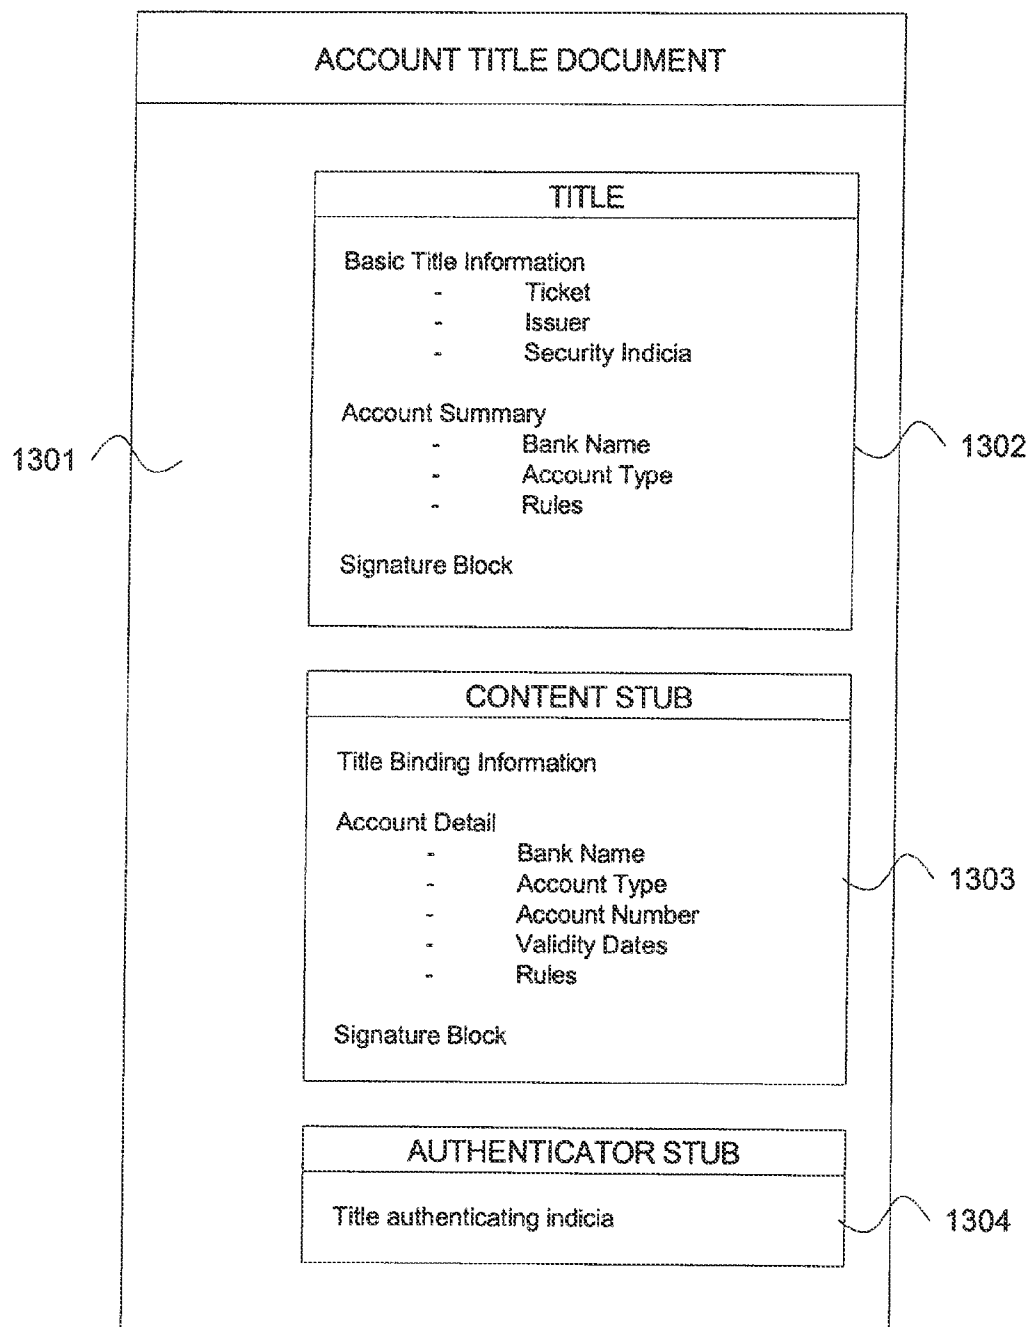 ACCOUNT TITLE DOCUMENT
TITLE
Basic Title Information
- Ticket
- Issuer
- Security Indicia
Account Summary
- Bank Name
- Account Type
- Rules
Signature Block
1301
1302
CONTENT STUB
Title Binding Information
Account Detail
- Bank Name
- Account Type
- Account Number
- Validity Dates
- Rules
Signature Block
1303
AUTHENTICATOR STUB
Title authenticating indicia
1304